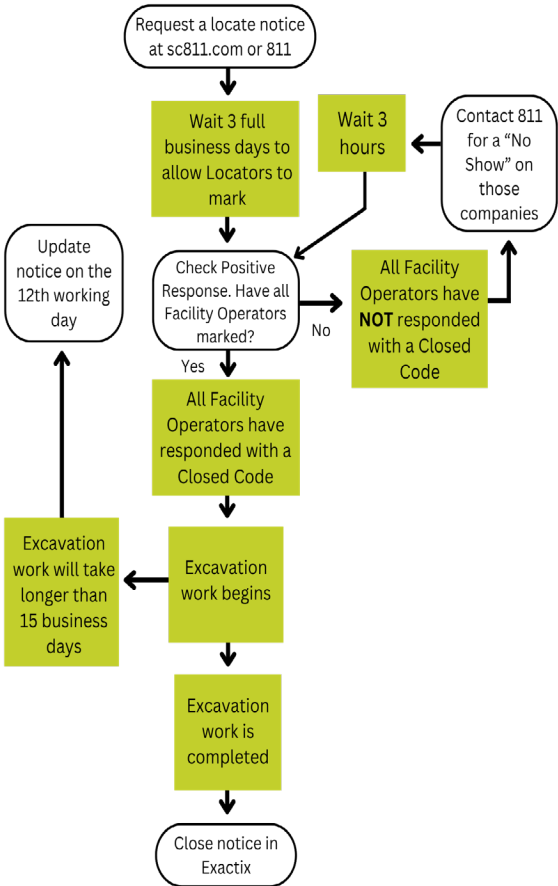 Request a locate notice
at sc811.com or 811
Wait 3 full
business days to
allow Locators to
mark
Wait 3
hours
Contact 811
for a “No
Show” on
those
companies
Update
notice on the
12th working
day
Check Positive
Response. Have all
Facility Operators
marked?
No
All Facility
Operators have
NOT responded
with a Closed
Code
Yes
All Facility
Operators have
responded with a
Closed Code
Excavation
work begins
Excavation
work will take
longer than
15 business
days
Excavation
work is
completed
Close notice in
Exactix